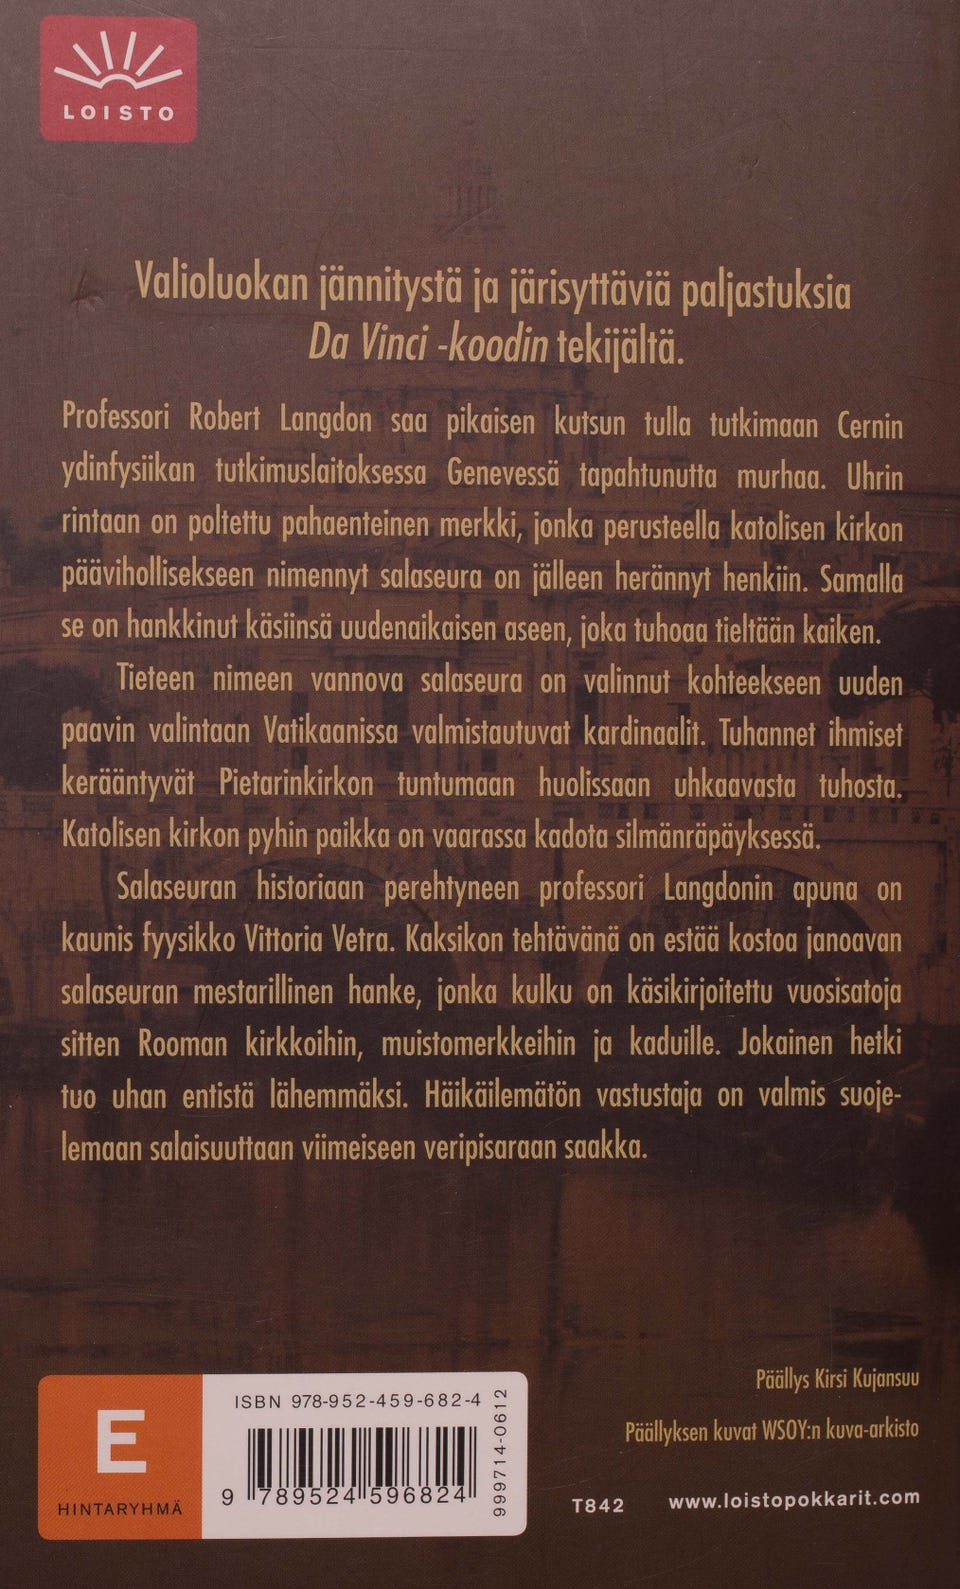 LOISTO
Valioluokan jännitystä ja järisyttäviä paljastuksia
Da Vinci -koodin tekijältä.
Professori Robert Langdon saa pikaisen kutsun tulla tutkimaan Cernin
ydinfysiikan tutkimuslaitoksessa Genevessä tapahtunutta murhaa. Uhrin
rintaan on poltettu pahaenteinen merkki, jonka perusteella katolisen kirkon
päävihollisekseen nimennyt salaseura on jälleen herännyt henkiin. Samalla
se on hankkinut käsiinsä uudenaikaisen aseen, joka tuhoaa tieltään kaiken.
Tieteen nimeen vannova salaseura on valinnut kohteekseen uuden
paavin valintaan Vatikaanissa valmistautuvat kardinaalit. Tuhannet ihmiset
kerääntyvät Pietarinkirkon tuntumaan huolissaan uhkaavasta tuhosta.
Katolisen kirkon pyhin paikka on vaarassa kadota silmänräpäyksessä.
Salaseuran historiaan perehtyneen professori Langdonin apuna on
kaunis fyysikko Vittoria Vetra. Kaksikon tehtävänä on estää kostoa janoavan
salaseuran mestarillinen hanke, jonka kulku on käsikirjoitettu vuosisatoja
sitten Rooman kirkkoihin, muistomerkkeihin ja kaduille. Jokainen hetki
tuo uhan entistä lähemmäksi. Häikäilemätön vastustaja on valmis suoje-
lemaan salaisuuttaan viimeiseen veripisaraan saakka.
Päällys Kirsi Kujansuu
Päällyksen kuvat WSOY:n kuva-arkisto
T842 www.loistopokkarit.com
E
HINTARYHMÄ
ISBN 978-952-459-682-4
9 789524 596824
999714-0612